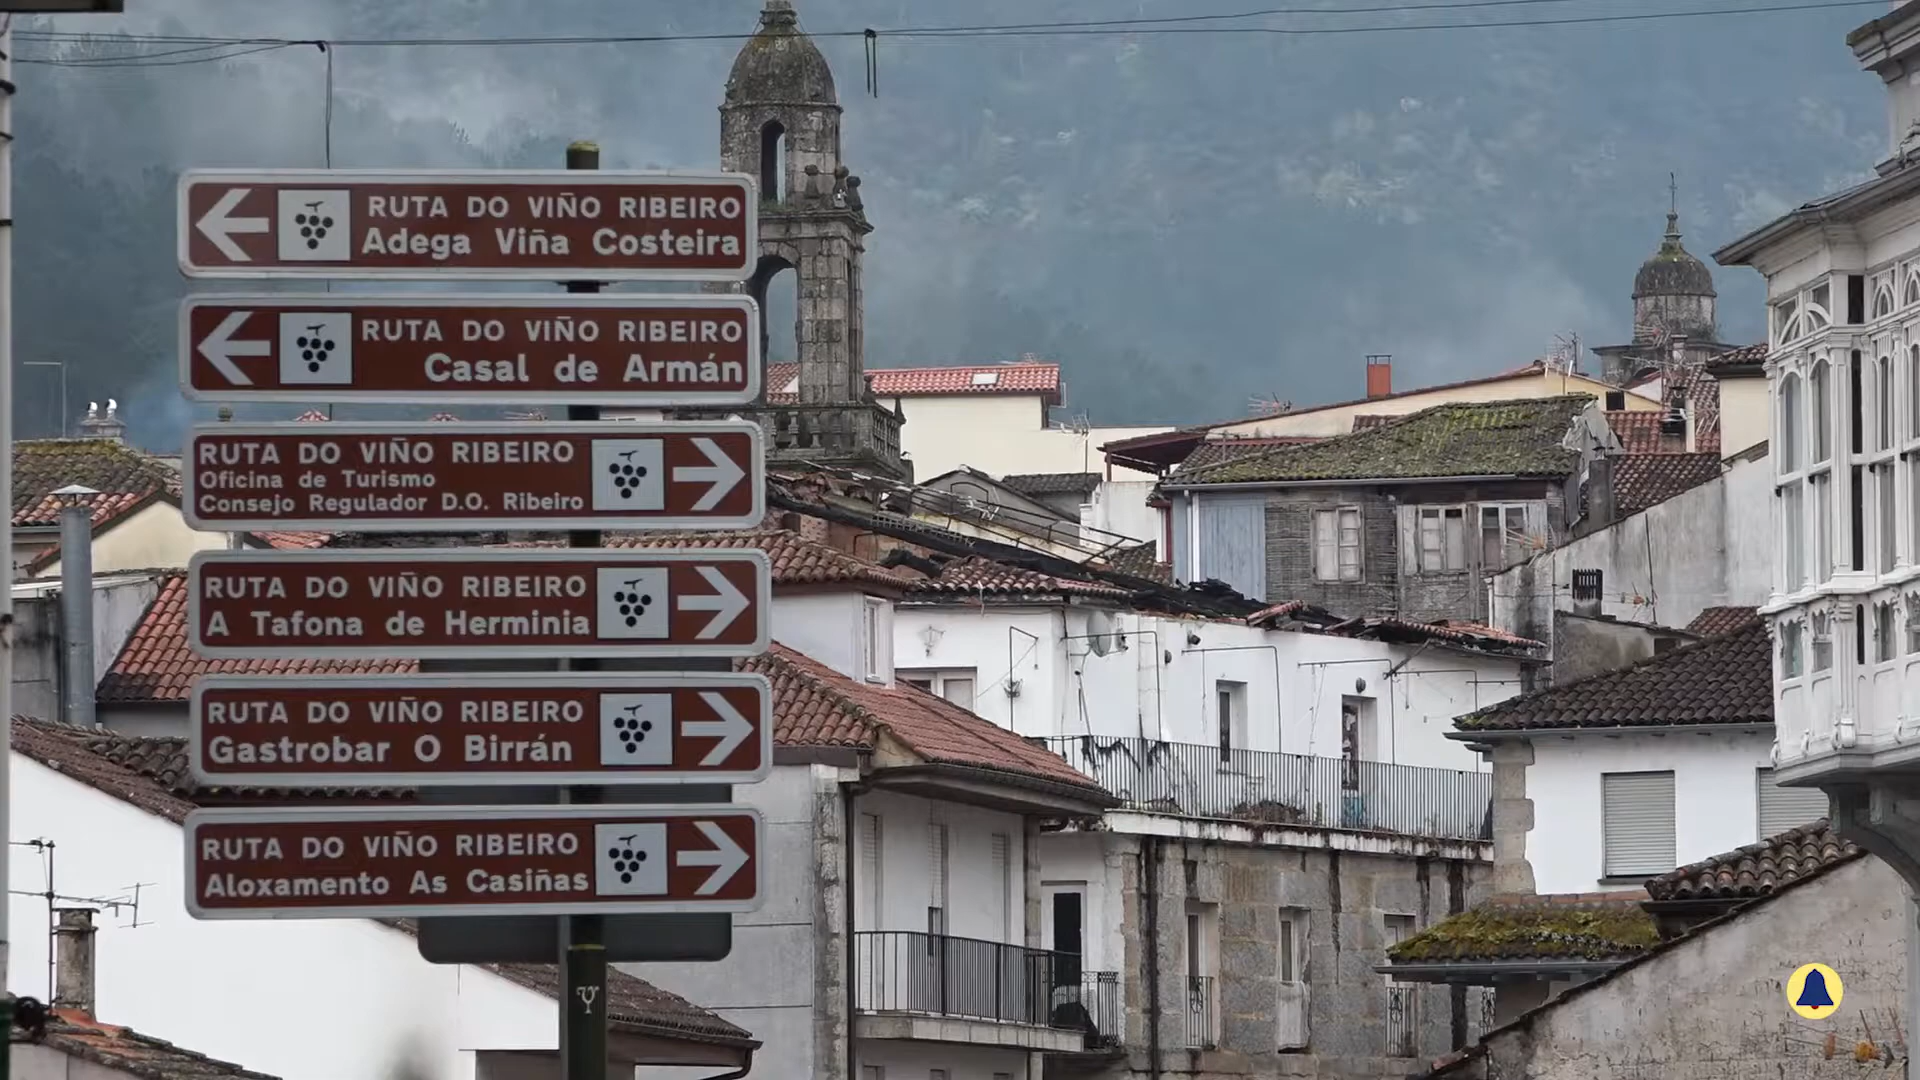 RUTA DO VIÑO RIBEIRO
Adega Viña Costeira
RUTA DO VIÑO RIBEIRO
Casal de Armán
RUTA DO VIÑO RIBEIRO
Oficina de Turismo
Consejo Regulador D.O. Ribeiro
RUTA DO VIÑO RIBEIRO
A Tafona de Herminia
RUTA DO VIÑO RIBEIRO
Gastrobar O Birrán
RUTA DO VIÑO RIBEIRO
Aloxamento As Casiñas